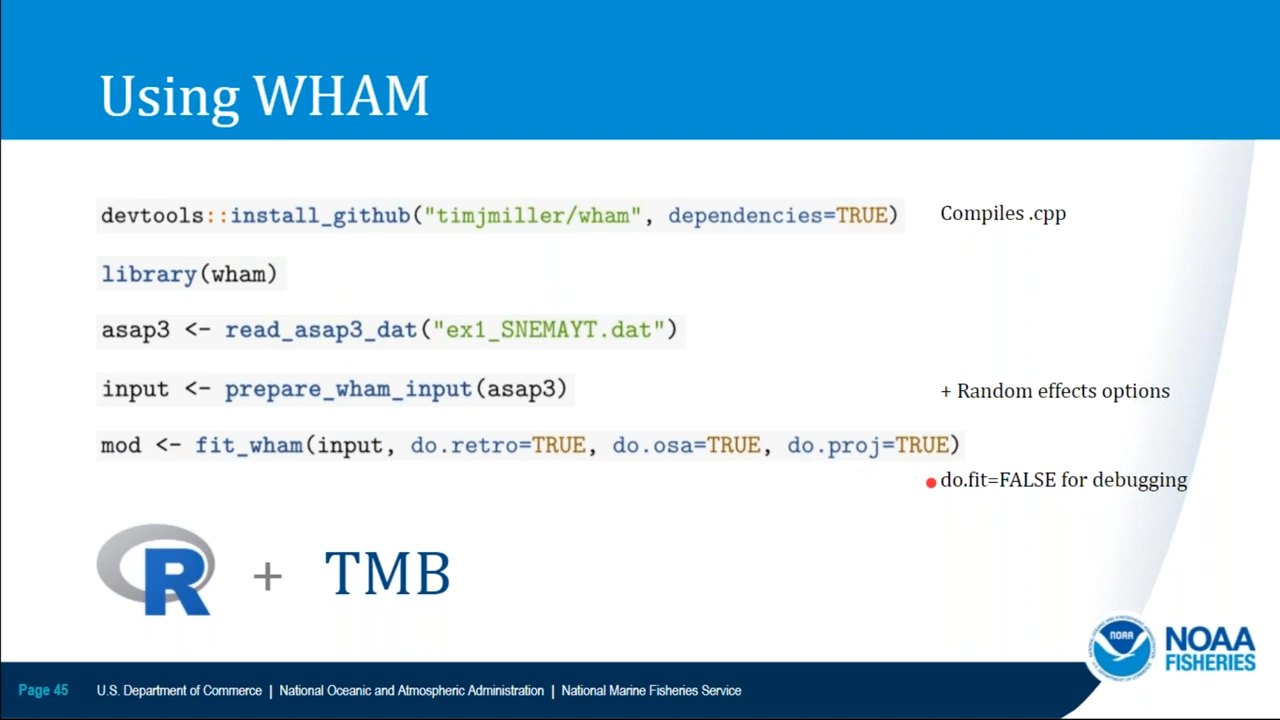 Using WHAM
devtools::install_github("timjmiller/wham", dependencies=TRUE)
Compiles .cpp
library(wham)
asap3 <- read_asap3_dat("ex1_SNEMAYT.dat")
input <- prepare_wham_input(asap3)
+ Random effects options
mod <- fit_wham(input, do.retro=TRUE, do.osa=TRUE, do.proj=TRUE)
do.fit=FALSE for debugging
R + TMB
NOAA
NOAA
FISHERIES
Page 45 U.S. Department of Commerce | National Oceanic and Atmospheric Administration | National Marine Fisheries Service